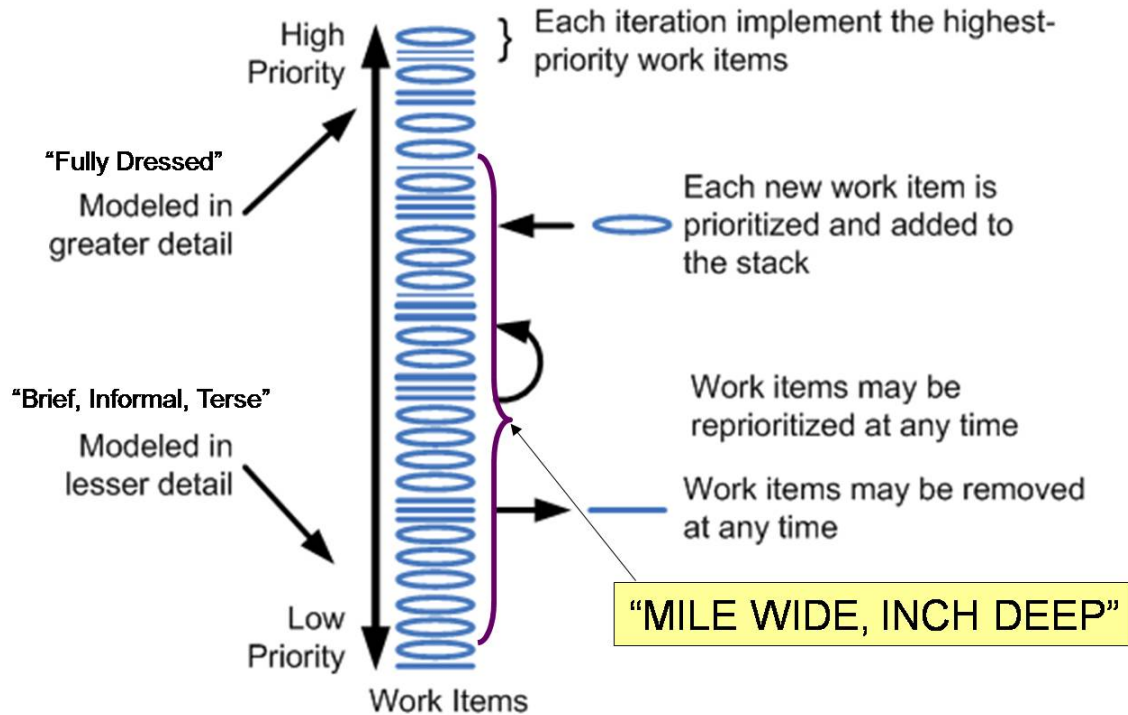 High
Priority
Each iteration implement the highest-
priority work items
“Fully Dressed”
Modeled in
greater detail
Each new work item is
prioritized and added to
the stack
“Brief, Informal, Terse”
Modeled in
lesser detail
Work items may be
reprioritized at any time
Work items may be removed
at any time
“MILE WIDE, INCH DEEP”
Low
Priority
Work Items